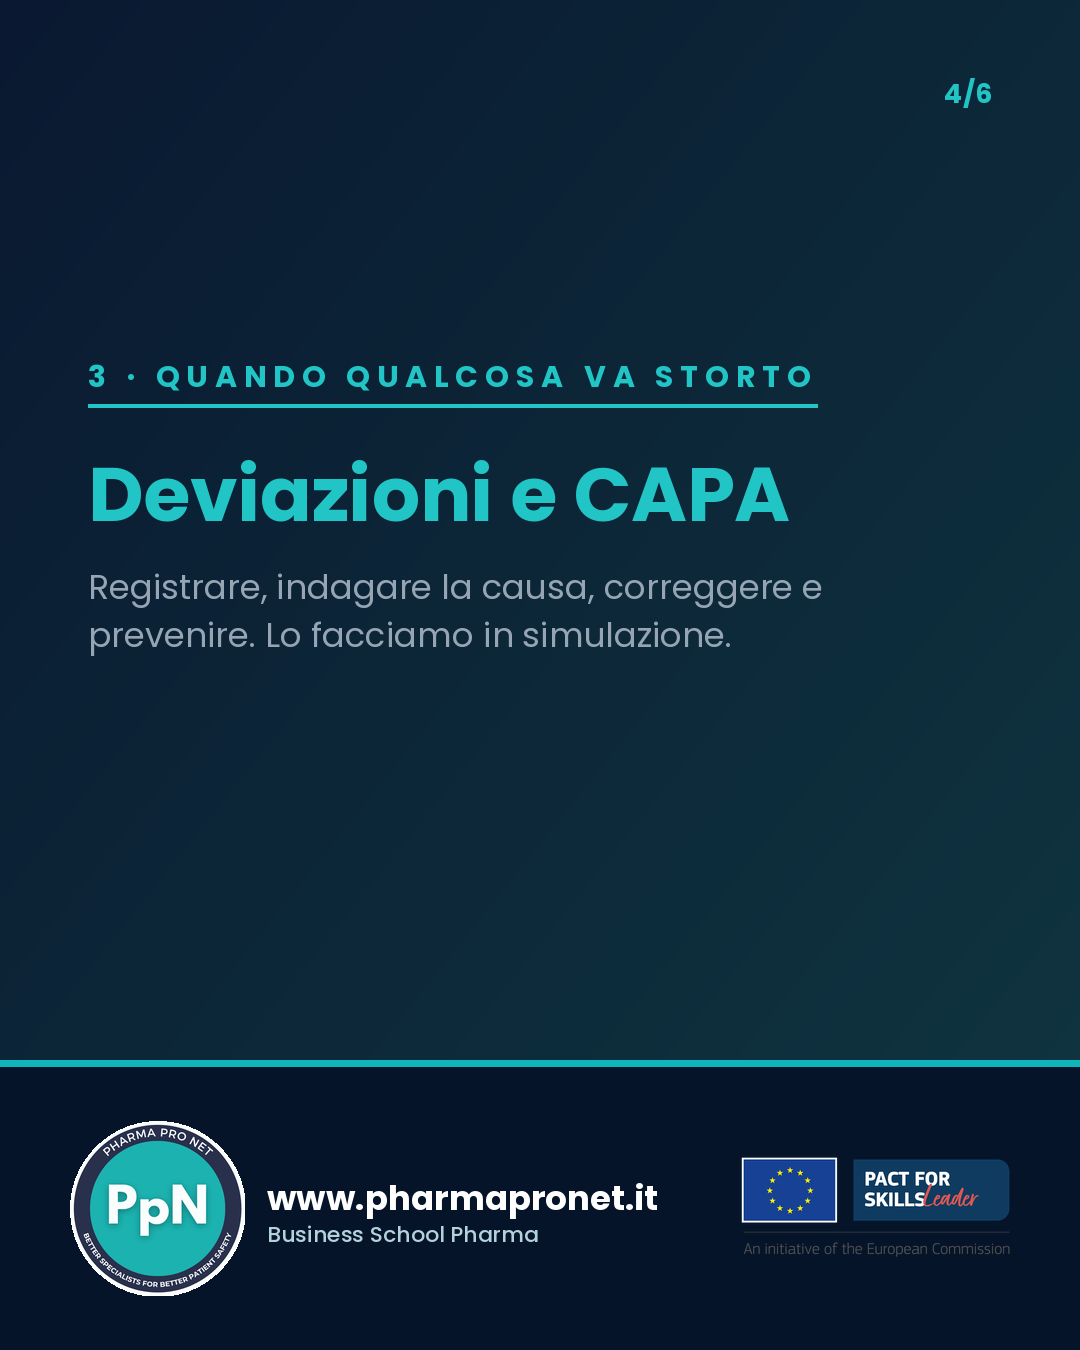 4/6
3 · QUANDO QUALCOSA VA STORTO
Deviazioni e CAPA
Registrare, indagare la causa, correggere e
prevenire. Lo facciamo in simulazione.
PHARMA PRO NET
PpN
BETTER SPECIALISTS FOR BETTER PATIENT SAFETY
www.pharmapronet.it
Business School Pharma
PACT FOR
SKILLS Leader
An initiative of the European Commission